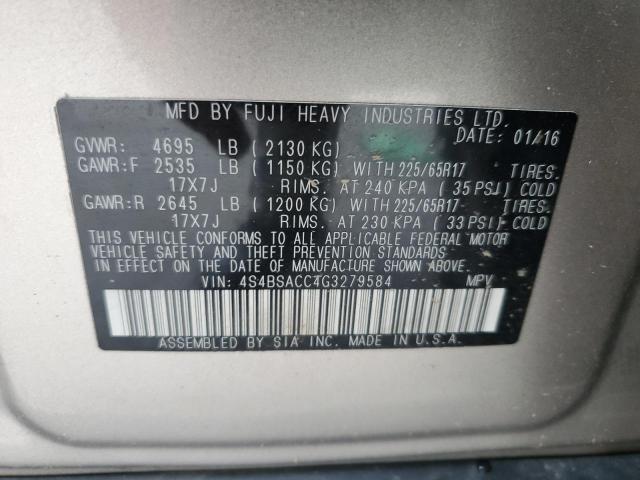 MFD BY FUJI HEAVY INDUSTRIES LTD.
DATE: 01/16
GVWR: 4695 LB (2130 KG)
GAWR:F 2535 LB (1150 KG) WITH 225/65R17 TIRES.
17X7J RIMS. AT 240 KPA (35 PSI) COLD
GAWR:R 2645 LB (1200 KG) WITH 225/65R17 TIRES.
17X7J RIMS. AT 230 KPA (33 PSI) COLD
THIS VEHICLE CONFORMS TO ALL APPLICABLE FEDERAL MOTOR
VEHICLE SAFETY AND THEFT PREVENTION STANDARDS
IN EFFECT ON THE DATE OF MANUFACTURE SHOWN ABOVE.
VIN: 4S4BSACC4G3279584 MPV
ASSEMBLED BY SIA INC. MADE IN U.S.A.